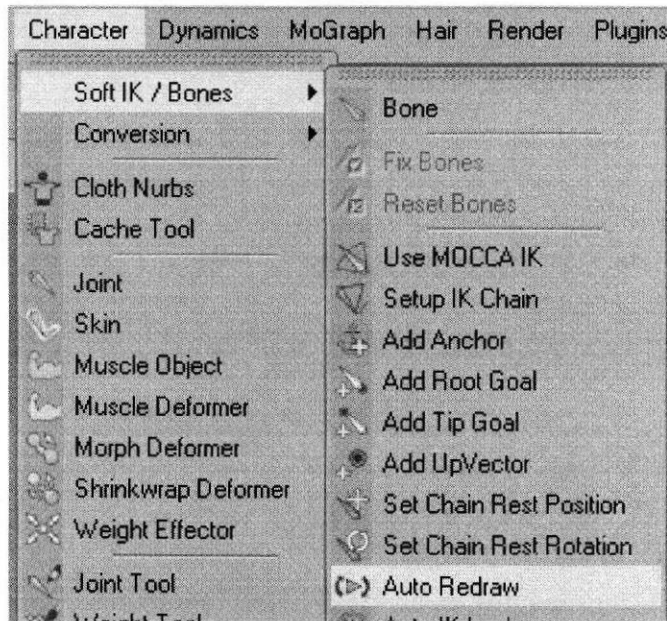 Character Dynamics MoGraph Hair Render Plugins
Soft IK / Bones
Conversion
Cloth Nurbs
Cache Tool
Joint
Skin
Muscle Object
Muscle Deformer
Morph Deformer
Shrinkwrap Deformer
Weight Effector
Joint Tool
Weight Tool
Bone
Fix Bones
Reset Bones
Use MOCCA IK
Setup IK Chain
Add Anchor
Add Root Goal
Add Tip Goal
Add UpVector
Set Chain Rest Position
Set Chain Rest Rotation
Auto Redraw